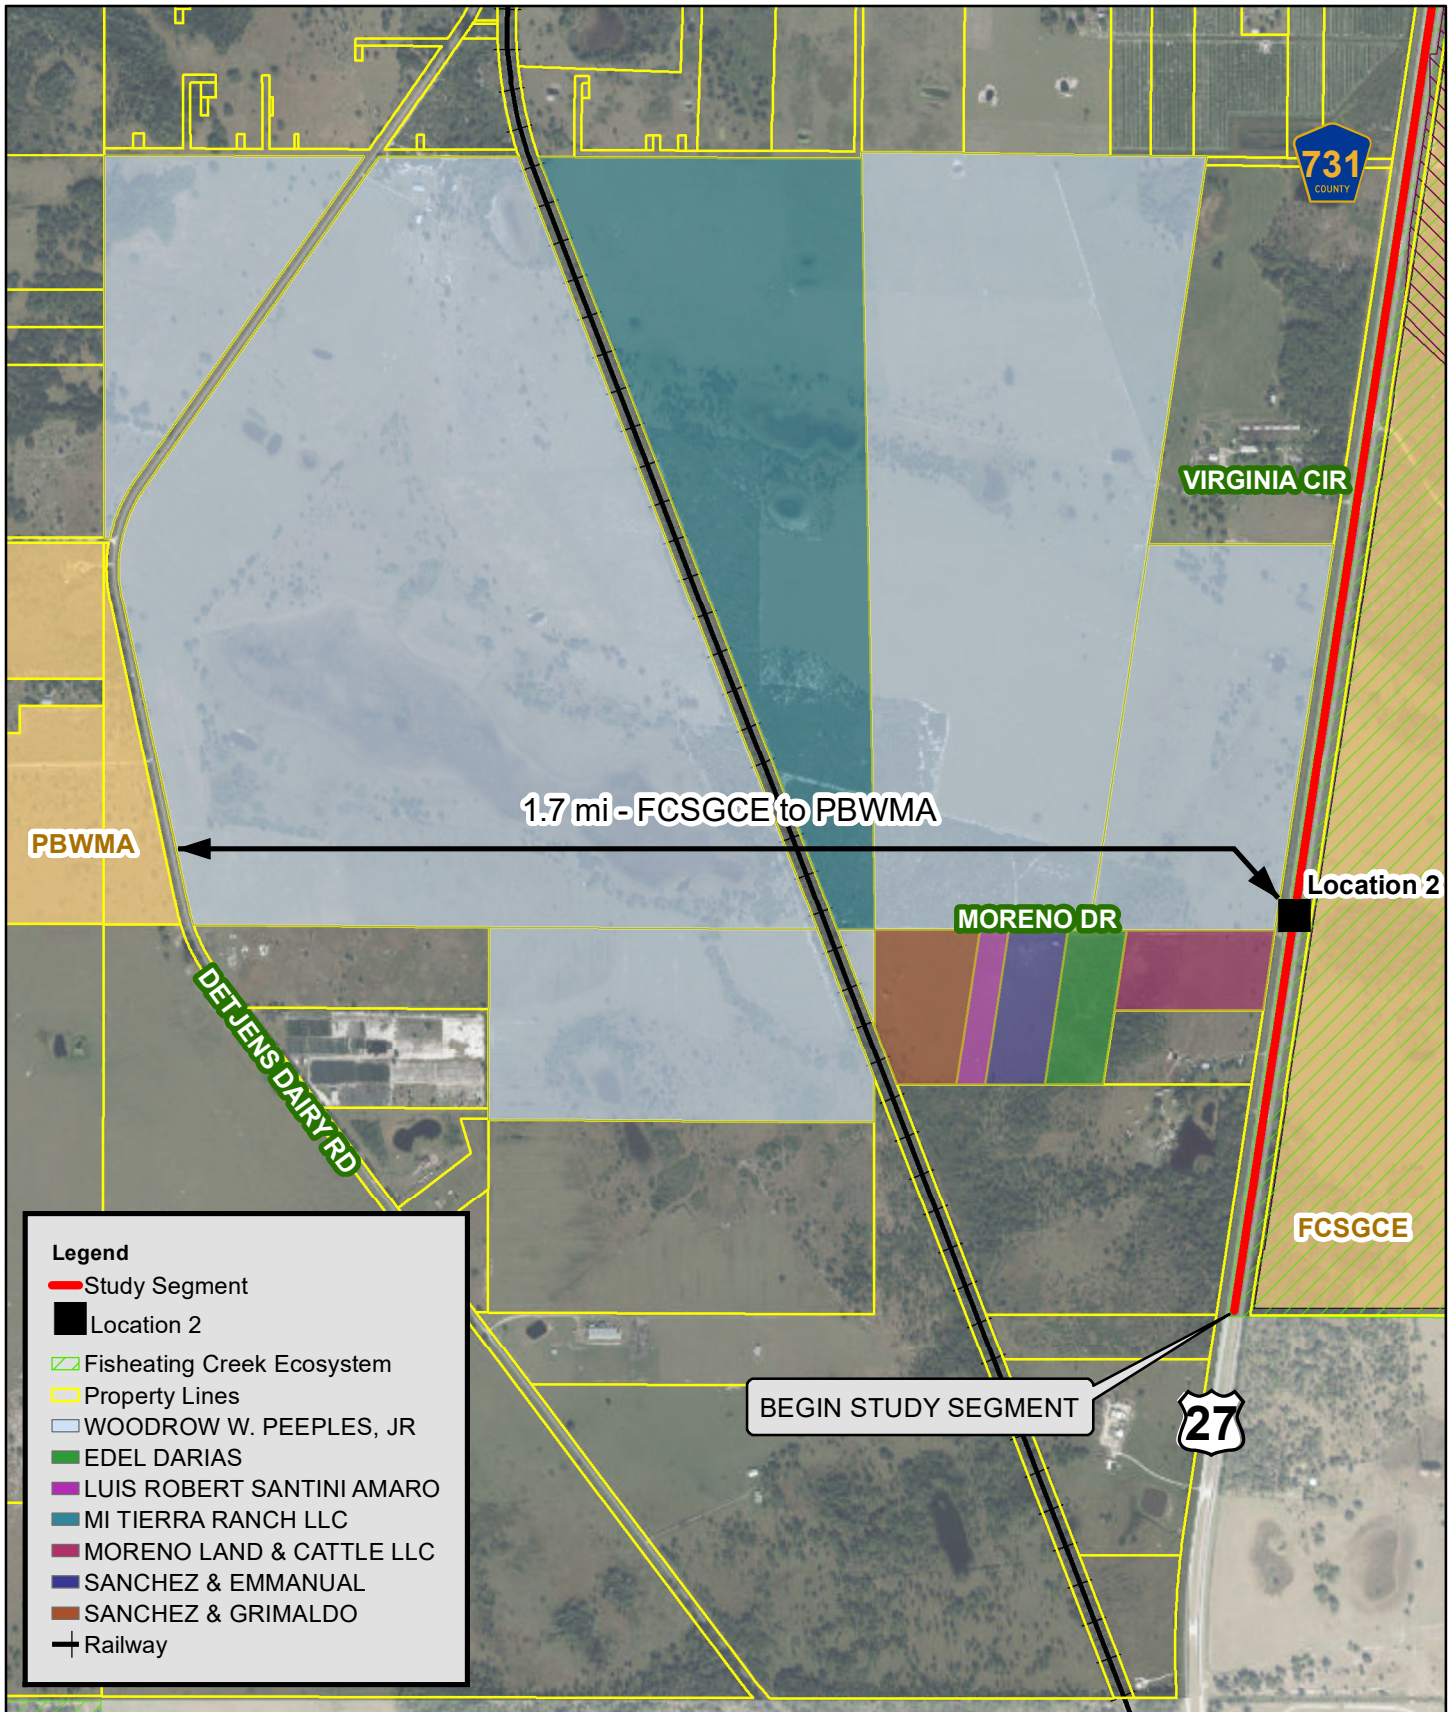 731
COUNTY
VIRGINIA CIR
1.7 mi - FCSGCE to PBWMA
PBWMA
Location 2
MORENO DR
DETJENS DAIRY RD
FCSGCE
BEGIN STUDY SEGMENT
27
Legend
Study Segment
Location 2
Fisheating Creek Ecosystem
Property Lines
WOODROW W. PEEPLES, JR
EDEL DARIAS
LUIS ROBERT SANTINI AMARO
MI TIERRA RANCH LLC
MORENO LAND & CATTLE LLC
SANCHEZ & EMMANUAL
SANCHEZ & GRIMALDO
Railway